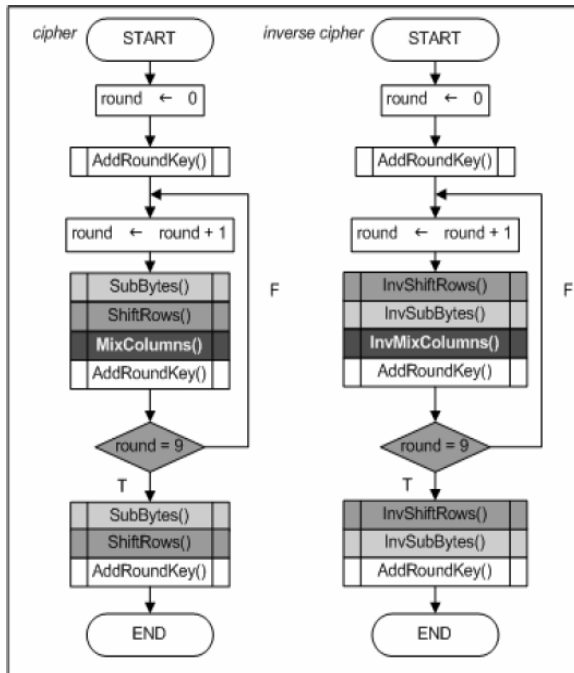 cipher
START
round ← 0
AddRoundKey()
round ← round + 1
SubBytes()
ShiftRows()
MixColumns()
AddRoundKey()
F
round = 9
T
SubBytes()
ShiftRows()
AddRoundKey()
END
inverse cipher
START
round ← 0
AddRoundKey()
round ← round + 1
InvShiftRows()
InvSubBytes()
InvMixColumns()
AddRoundKey()
F
round = 9
T
InvShiftRows()
InvSubBytes()
AddRoundKey()
END